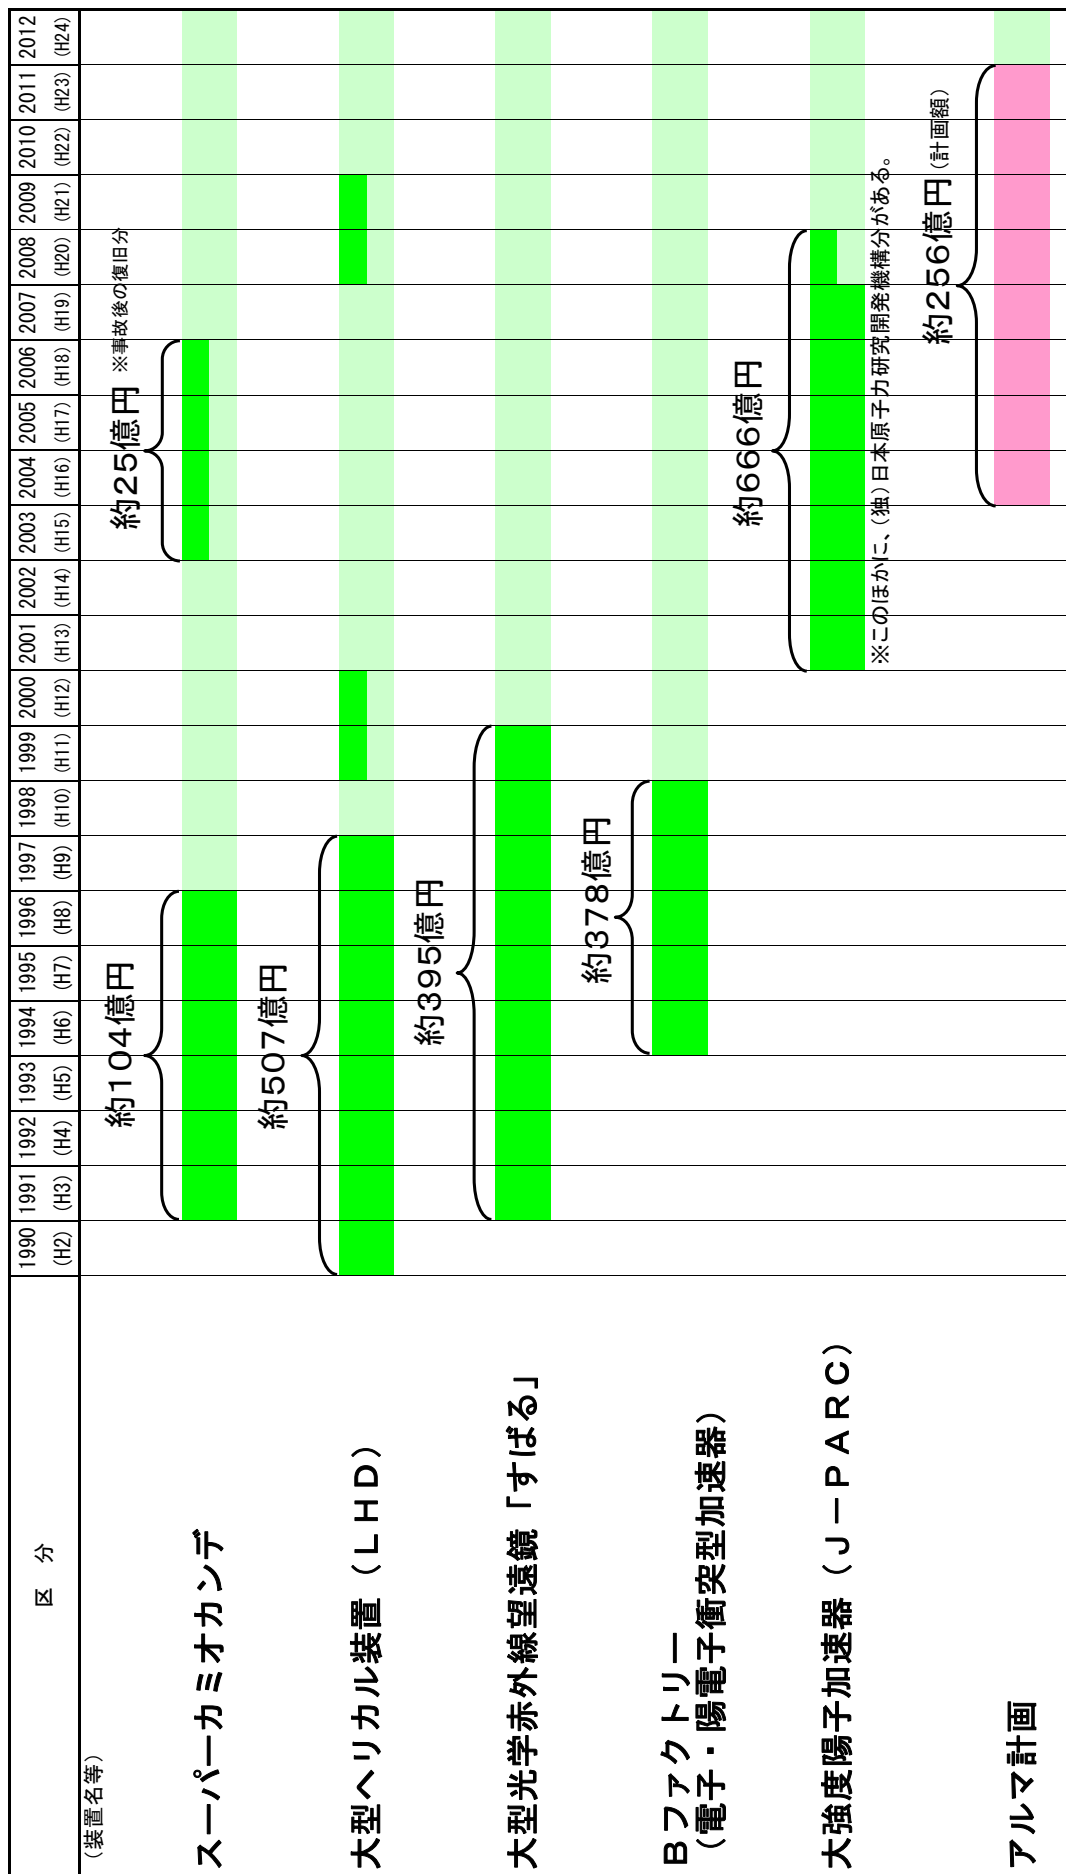 区　分
1990 1991 1992 1993 1994 1995 1996 1997 1998 1999 2000 2001 2002 2003 2004 2005 2006 2007 2008 2009 2010 2011 2012
(H2) (H3) (H4) (H5) (H6) (H7) (H8) (H9) (H10) (H11) (H12) (H13) (H14) (H15) (H16) (H17) (H18) (H19) (H20) (H21) (H22) (H23) (H24)
（装置名等）
約104億円
約25億円 ※事故後の復旧分
スーパーカミオカンデ
約507億円
大型ヘリカル装置（ＬＨＤ）
約395億円
大型光学赤外線望遠鏡「すばる」
約378億円
Ｂファクトリー
（電子・陽電子衝突型加速器）
約666億円
大強度陽子加速器（Ｊ－ＰＡＲＣ）
※このほかに、（独）日本原子力研究開発機構分がある。
約256億円（計画額）
アルマ計画